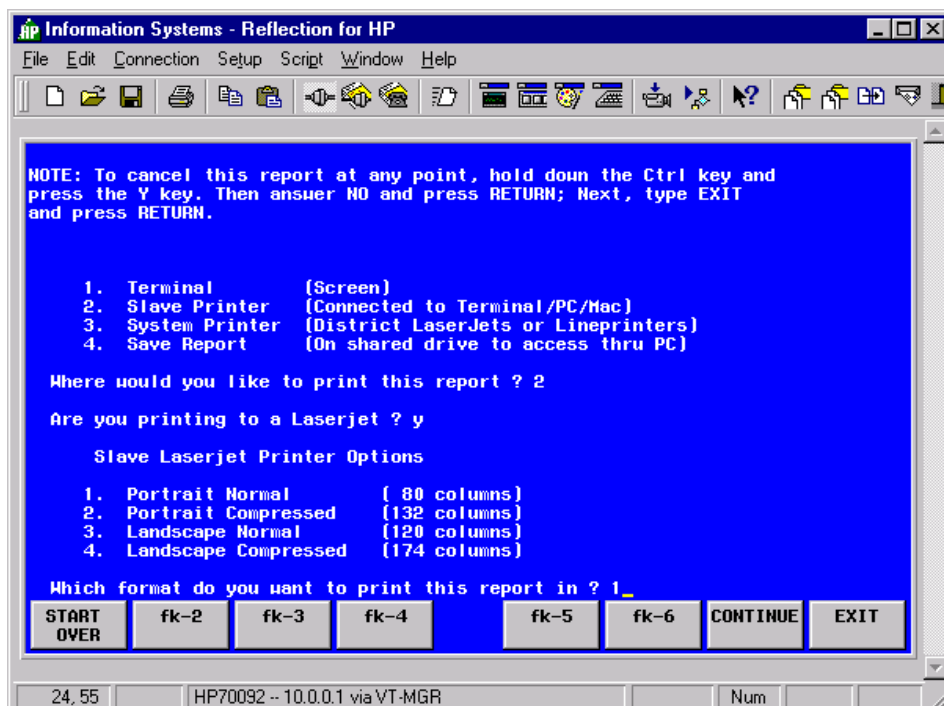 Information Systems - Reflection for HP
File Edit Connection Setup Script Window Help
NOTE: To cancel this report at any point, hold down the Ctrl key and
press the Y key. Then answer NO and press RETURN; Next, type EXIT
and press RETURN.
1. Terminal (Screen)
2. Slave Printer (Connected to Terminal/PC/Mac)
3. System Printer (District LaserJets or Lineprinters)
4. Save Report (On shared drive to access thru PC)
Where would you like to print this report ? 2
Are you printing to a Laserjet ? y
Slave Laserjet Printer Options
1. Portrait Normal ( 80 columns)
2. Portrait Compressed (132 columns)
3. Landscape Normal (120 columns)
4. Landscape Compressed (174 columns)
Which format do you want to print this report in ? 1_
START OVER fk-2 fk-3 fk-4 fk-5 fk-6 CONTINUE EXIT
24, 55 HP70092 -- 10.0.0.1 via VT-MGR Num